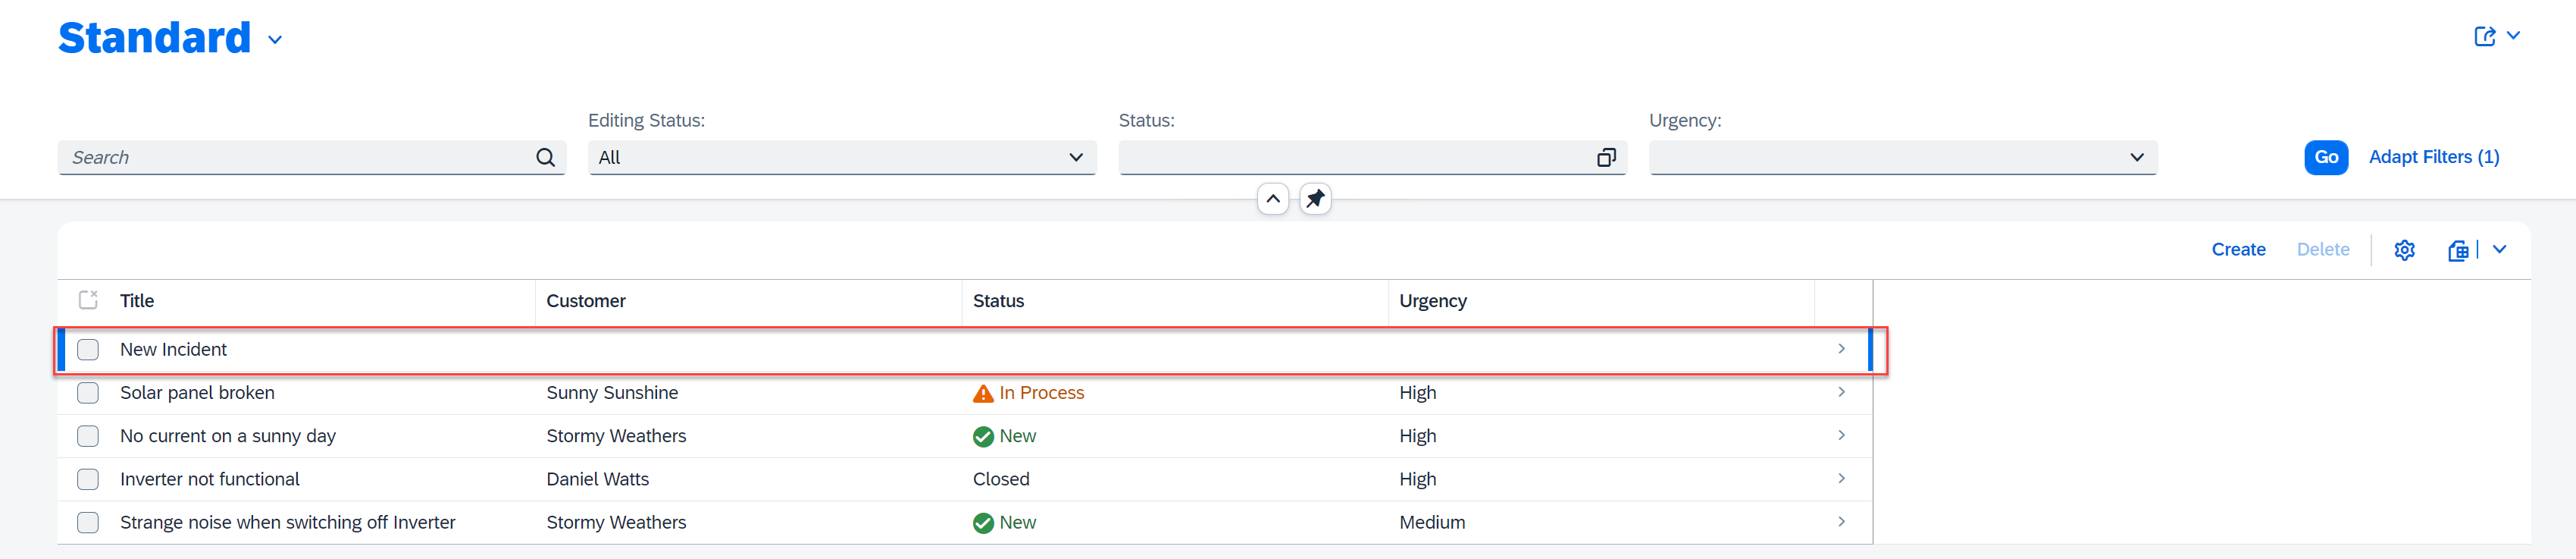 Standard
Editing Status: Status: Urgency:
Search All Go Adapt Filters (1)
Create Delete
Title Customer Status Urgency
New Incident
Solar panel broken Sunny Sunshine In Process High
No current on a sunny day Stormy Weathers New High
Inverter not functional Daniel Watts Closed High
Strange noise when switching off Inverter Stormy Weathers New Medium